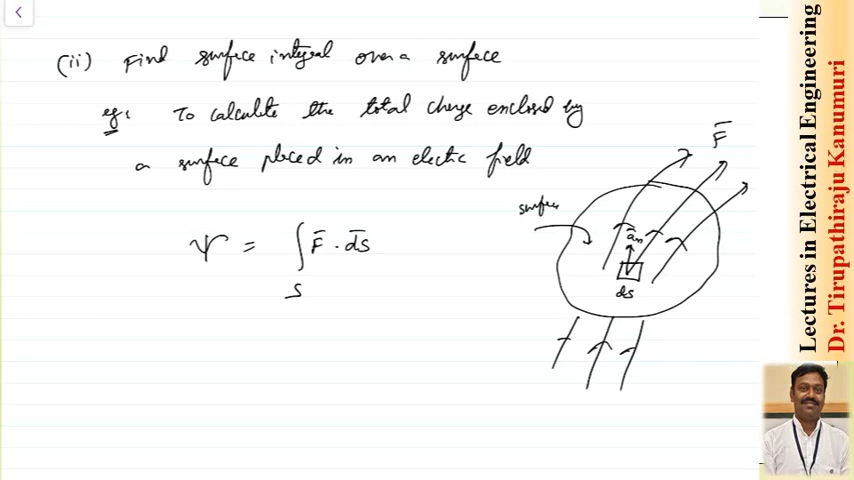 (ii) Find surface integral over a surface
eg: To calculate the total charge enclosed by
a surface placed in an electric field
Ψ = ∫ F̄ · d̄s
S
F̄
surface
ā_n
ds
Lectures in Electrical Engineering
Dr. Tirupathiraju Kanumuri